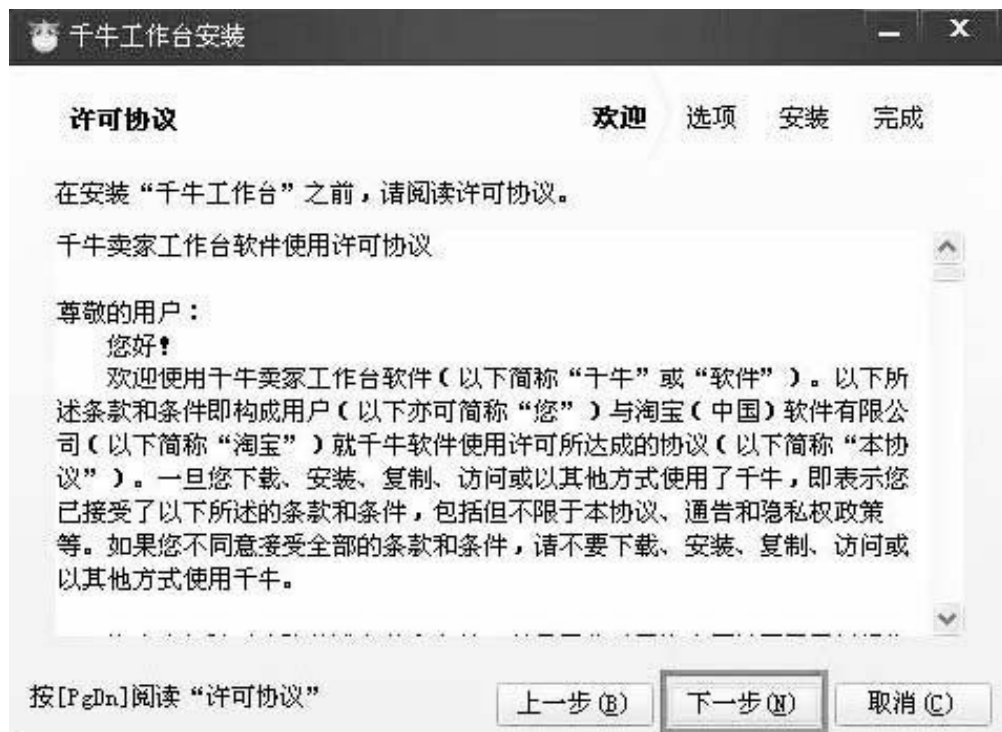 千牛工作台安装
许可协议 欢迎 选项 安装 完成
在安装“千牛工作台”之前，请阅读许可协议。
千牛卖家工作台软件使用许可协议
尊敬的用户：
您好！
欢迎使用千牛卖家工作台软件（以下简称“千牛”或“软件”）。以下所
述条款和条件即构成用户（以下亦可简称“您”）与淘宝（中国）软件有限公
司（以下简称“淘宝”）就千牛软件使用许可所达成的协议（以下简称“本协
议”）。一旦您下载、安装、复制、访问或以其他方式使用了千牛，即表示您
已接受了以下所述的条款和条件，包括但不限于本协议、通告和隐私权政策
等。如果您不同意接受全部的条款和条件，请不要下载、安装、复制、访问或
以其他方式使用千牛。
按[PgDn]阅读“许可协议” 上一步(B) 下一步(N) 取消(C)